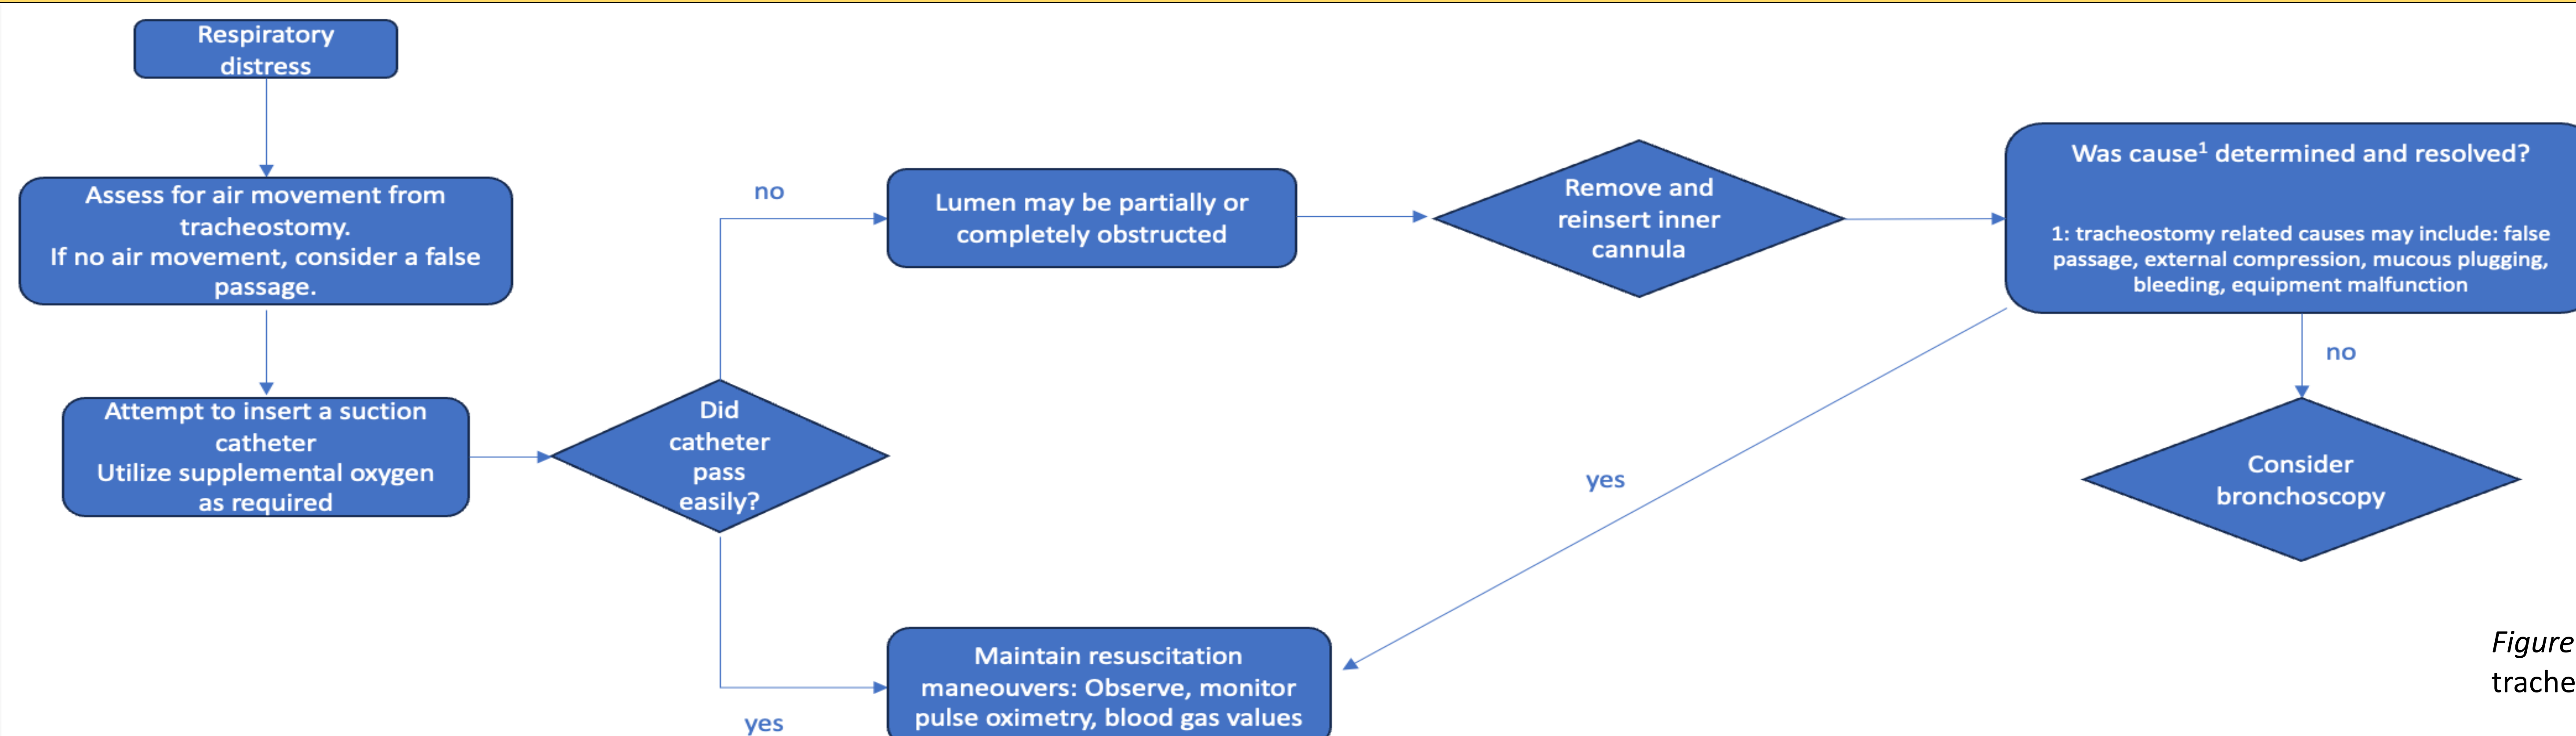 Respiratory
distress
Assess for air movement from
tracheostomy.
If no air movement, consider a false
passage.
Attempt to insert a suction
catheter
Utilize supplemental oxygen
as required
Did
catheter
pass
easily?
no
Lumen may be partially or
completely obstructed
Remove and
reinsert inner
cannula
Was cause¹ determined and resolved?
1: tracheostomy related causes may include: false
passage, external compression, mucous plugging,
bleeding, equipment malfunction
no
Consider
bronchoscopy
yes
yes
Maintain resuscitation
maneouvers: Observe, monitor
pulse oximetry, blood gas values
Figure
trache